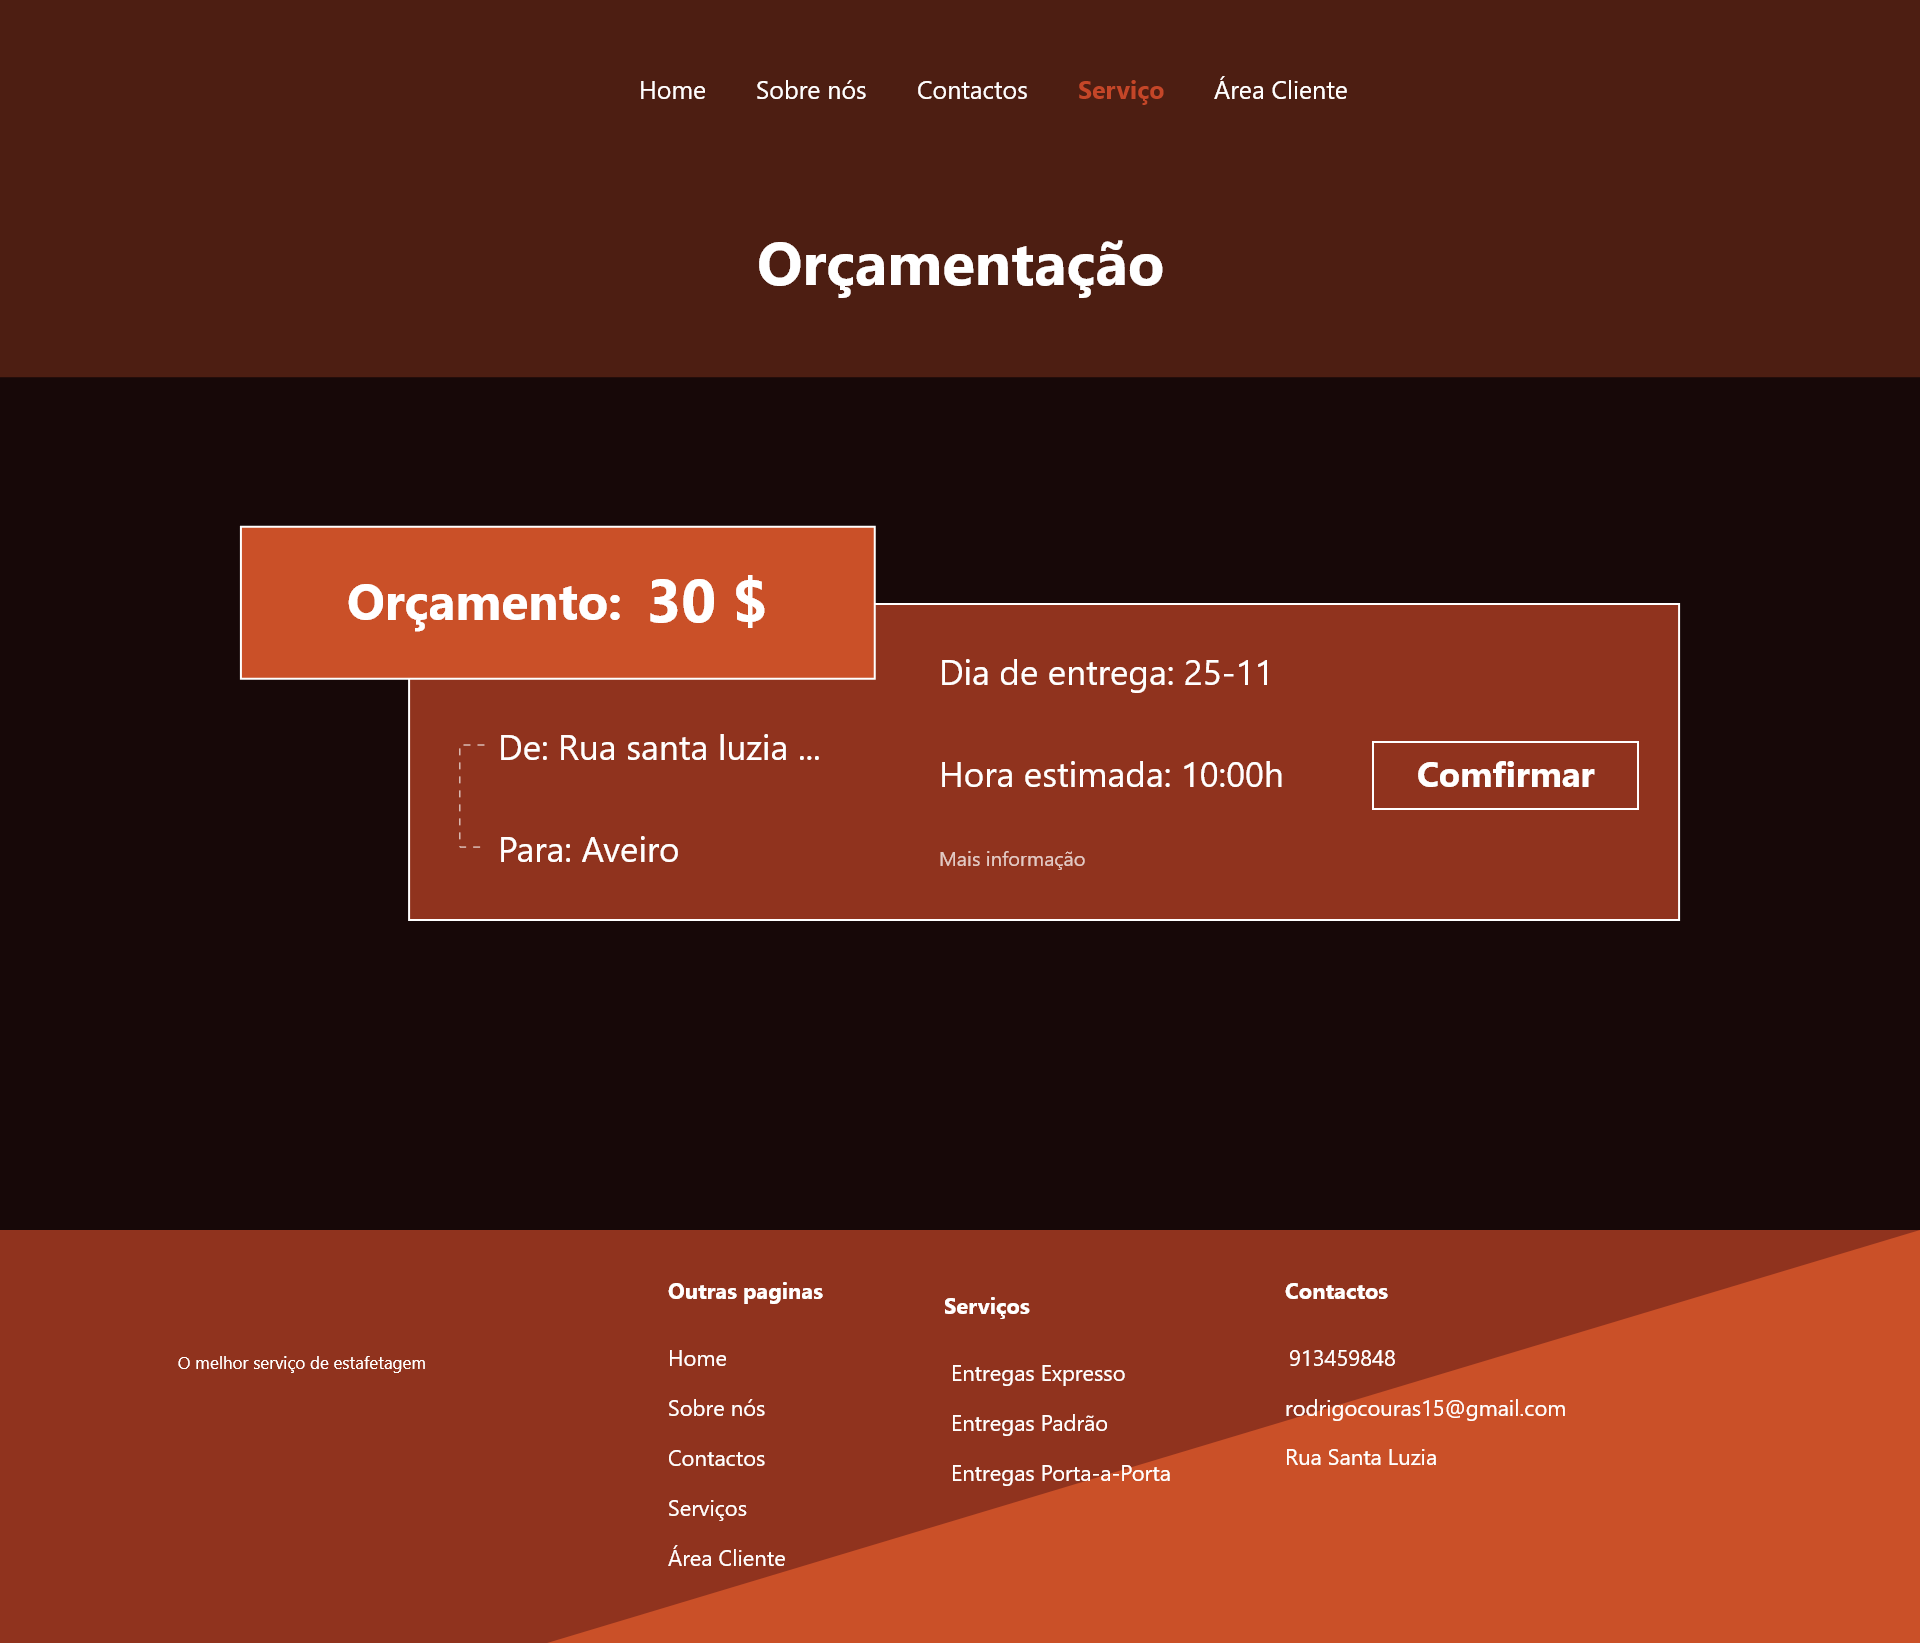 Home Sobre nós Contactos Serviço Área Cliente
Orçamentação
Orçamento: 30 $
Dia de entrega: 25-11
De: Rua santa luzia ...
Hora estimada: 10:00h
Comfirmar
Para: Aveiro
Mais informação
O melhor serviço de estafetagem
Outras paginas
Home
Sobre nós
Contactos
Serviços
Área Cliente
Serviços
Entregas Expresso
Entregas Padrão
Entregas Porta-a-Porta
Contactos
913459848
rodrigocouras15@gmail.com
Rua Santa Luzia